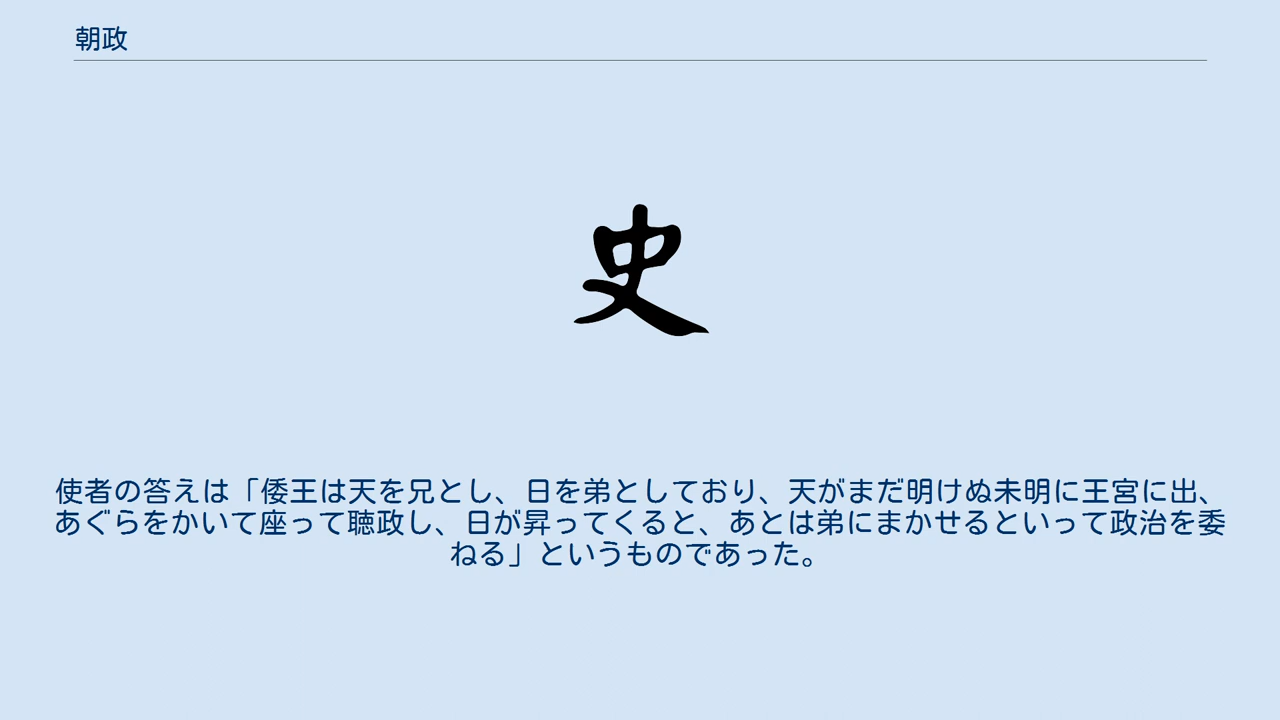 朝政
史
使者の答えは「倭王は天を兄とし、日を弟としており、天がまだ明けぬ未明に王宮に出、
あぐらをかいて座って聴政し、日が昇ってくると、あとは弟にまかせるといって政治を委
ねる」というものであった。